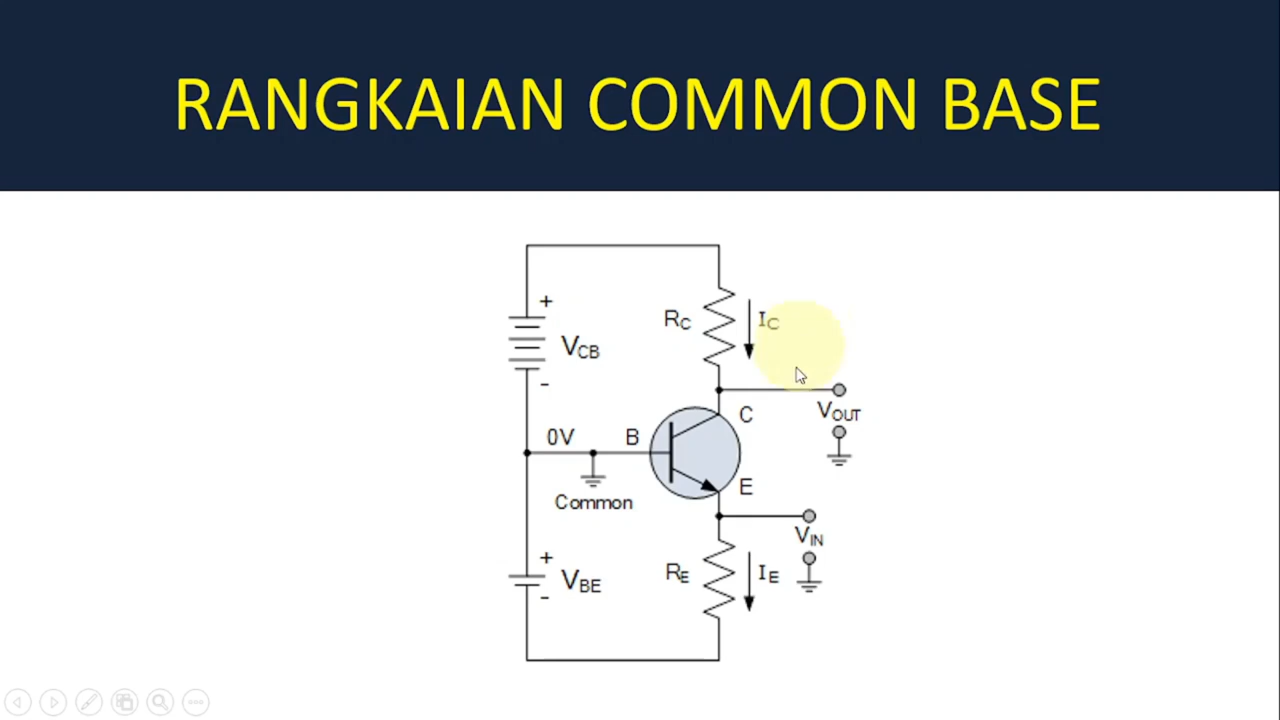 RANGKAIAN COMMON BASE
+
RC
IC
VCB
-
C
VOUT
0V
B
E
Common
VIN
+
RE
IE
VBE
-